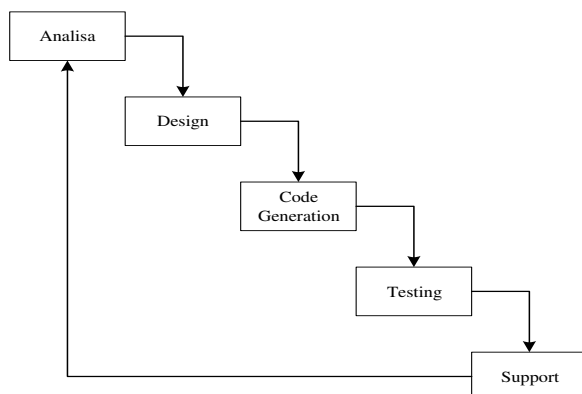 Analisa
Design
Code
Generation
Testing
Support